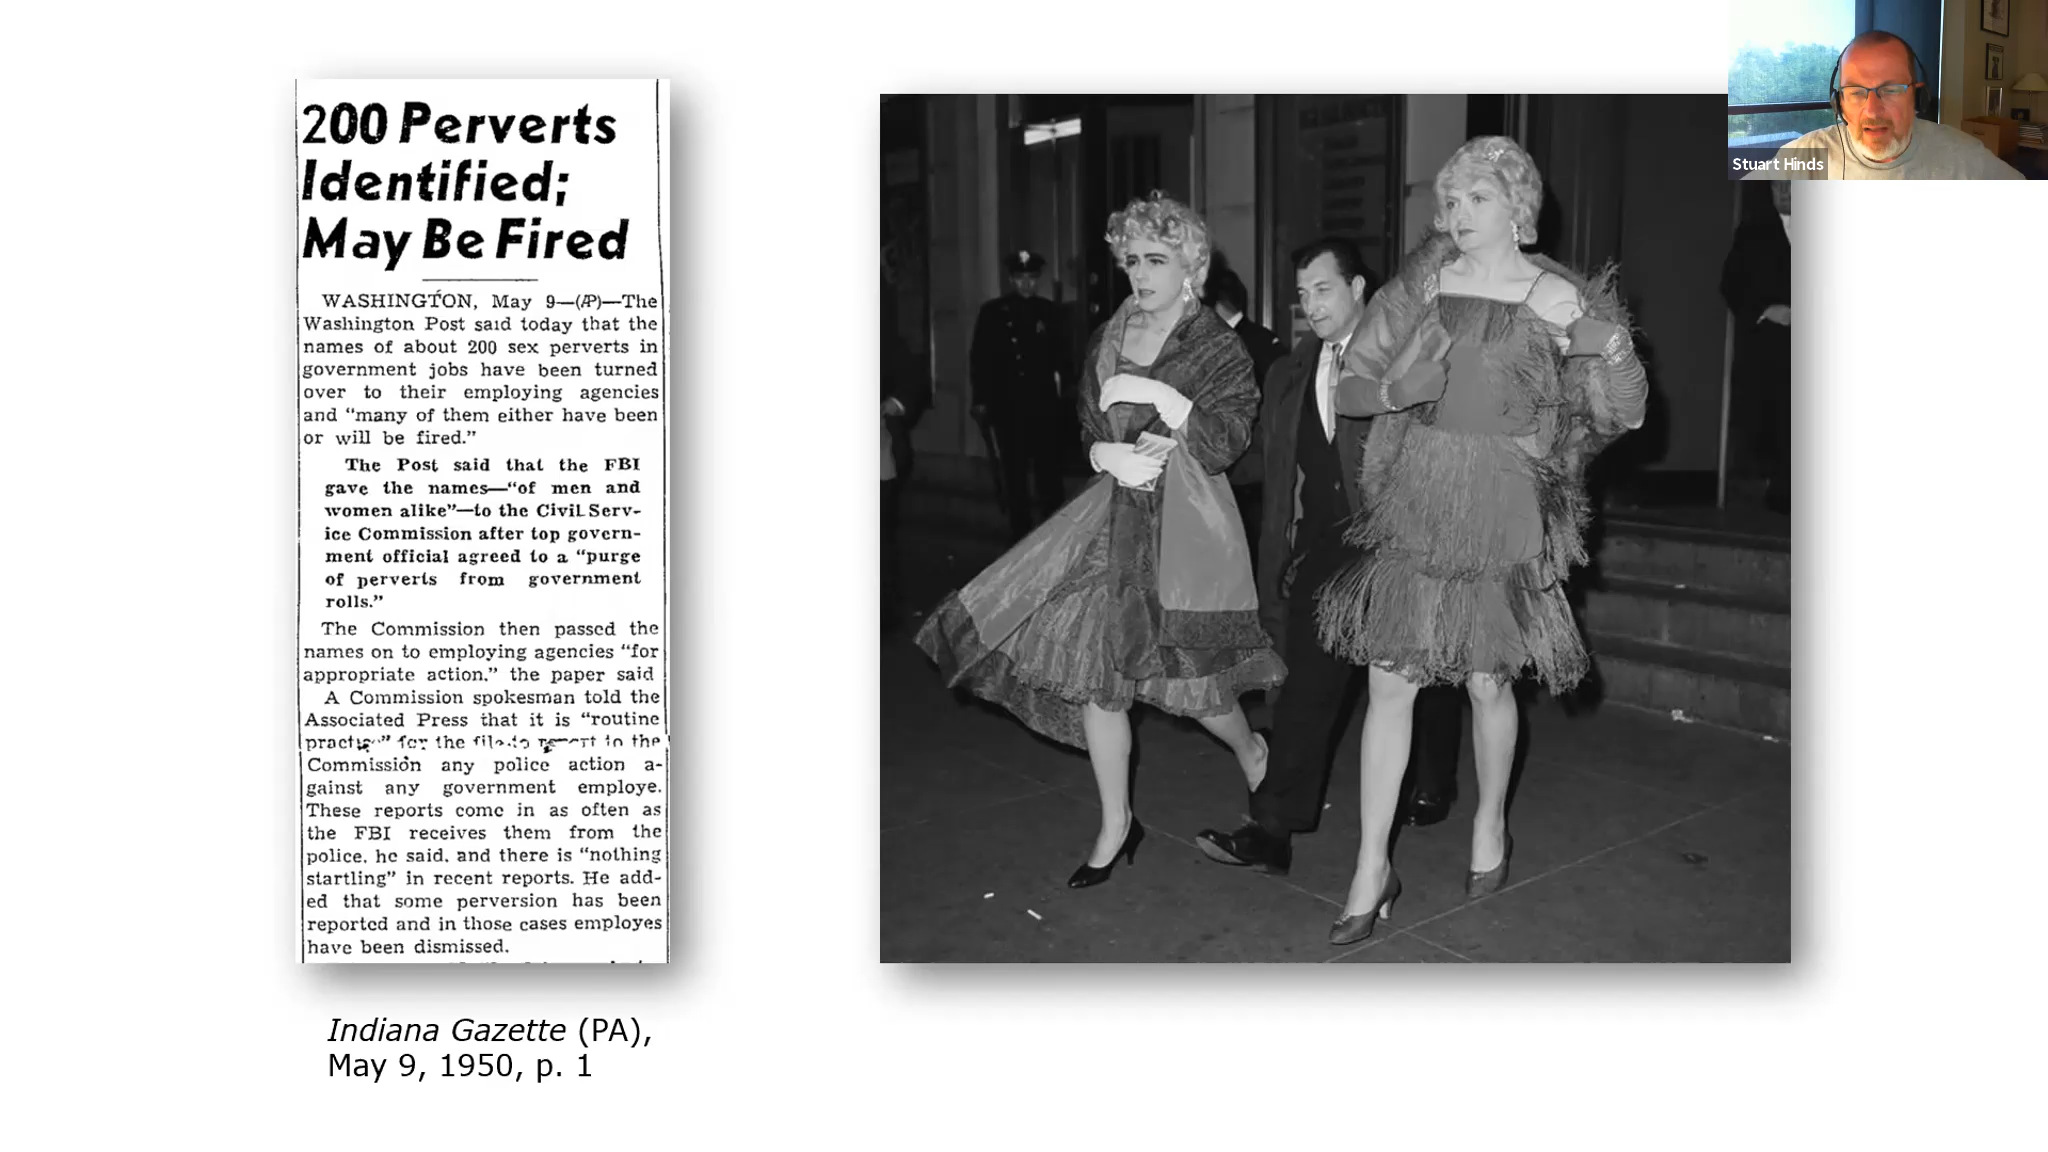 200 Perverts
Identified;
May Be Fired
WASHINGTON, May 9—(AP)—The
Washington Post said today that the
names of about 200 sex perverts in
government jobs have been turned
over to their employing agencies
and “many of them either have been
or will be fired.”
The Post said that the FBI
gave the names—“of men and
women alike”—to the Civil Serv-
ice Commission after top govern-
ment official agreed to a “purge
of perverts from government
rolls.”
The Commission then passed the
names on to employing agencies “for
appropriate action,” the paper said
A Commission spokesman told the
Associated Press that it is “routine
for the to the
Commission any police action a-
gainst any government employe.
These reports come in as often as
the FBI receives them from the
police, he said, and there is “nothing
startling” in recent reports. He add-
ed that some perversion has been
reported and in those cases employes
have been dismissed.
Indiana Gazette (PA),
May 9, 1950, p. 1
Stuart Hinds